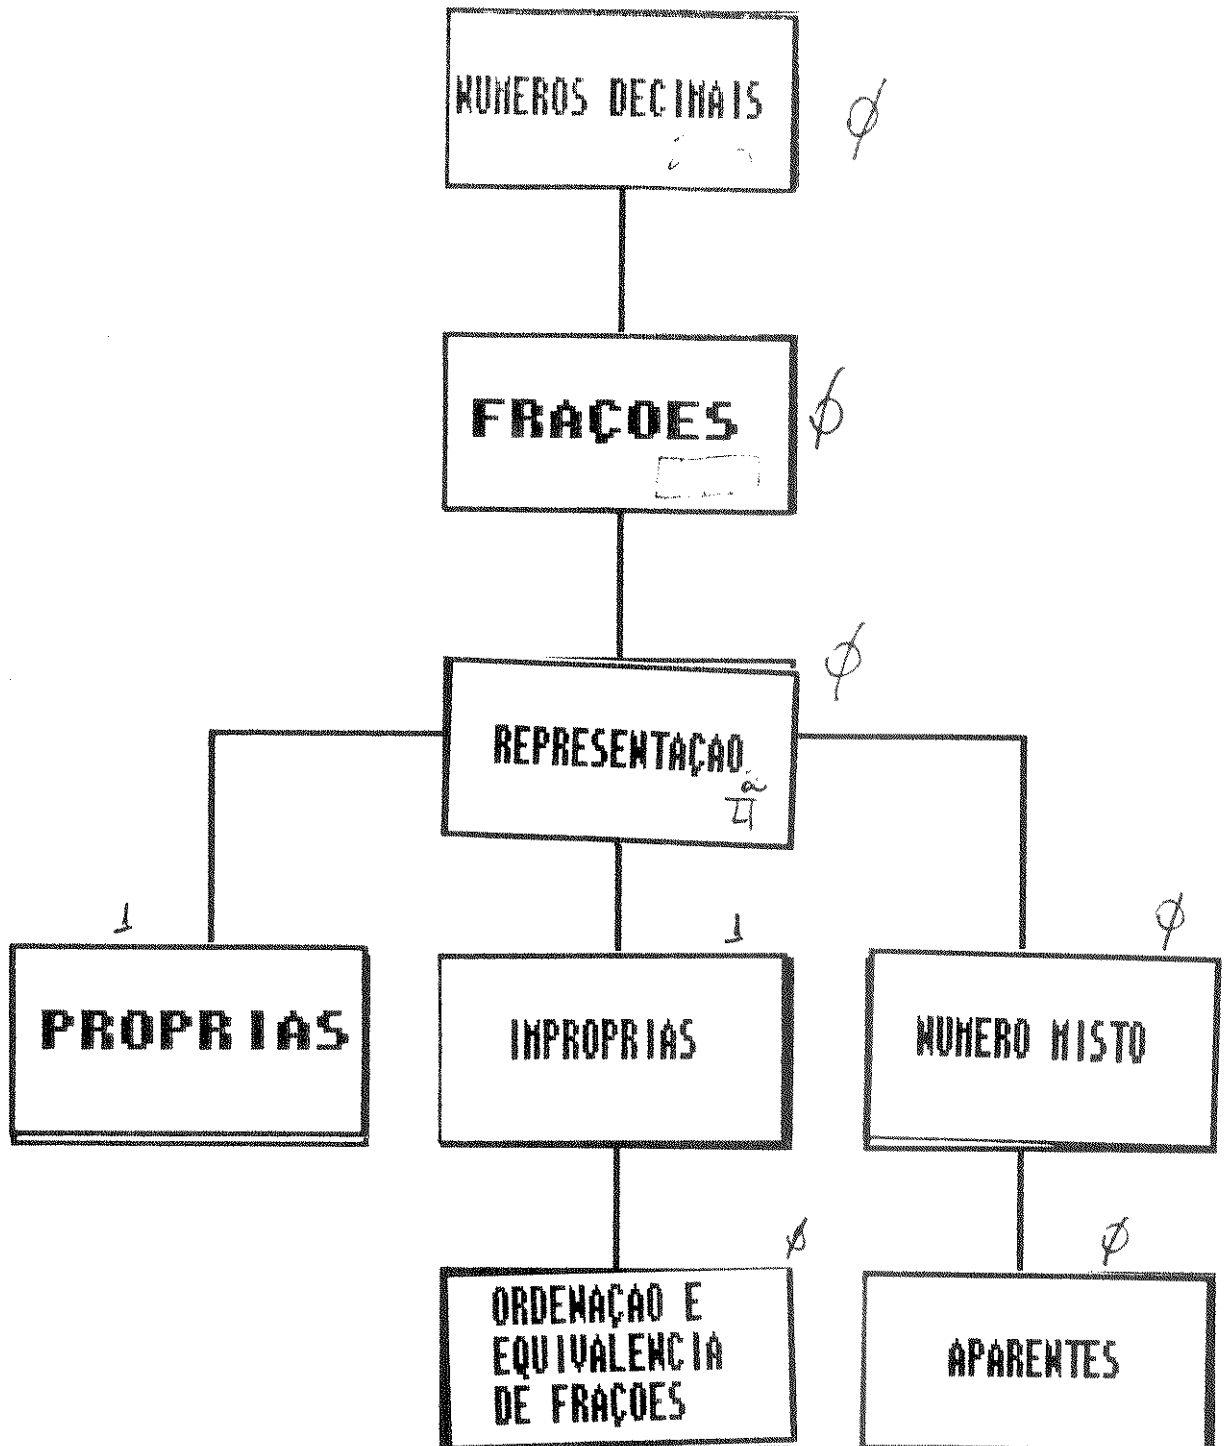 NUMEROS DECIMAIS
Ø
FRAÇOES
Ø
Ø
REPRESENTAÇAO
1
1
Ø
PROPRIAS
IMPROPRIAS
NUMERO MISTO
Ø
Ø
ORDENAÇAO E
EQUIVALENCIA
DE FRAÇOES
APARENTES